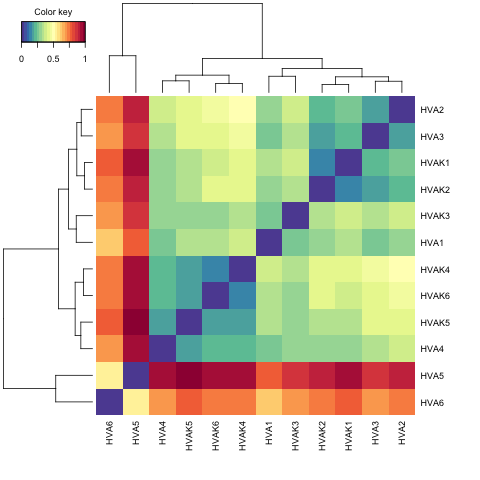 Color key
0 0.5 1
HVA2
HVA3
HVAK1
HVAK2
HVAK3
HVA1
HVAK4
HVAK6
HVAK5
HVA4
HVA5
HVA6
HVA6 HVA5 HVA4 HVAK5 HVAK6 HVAK4 HVA1 HVAK3 HVAK2 HVAK1 HVA3 HVA2